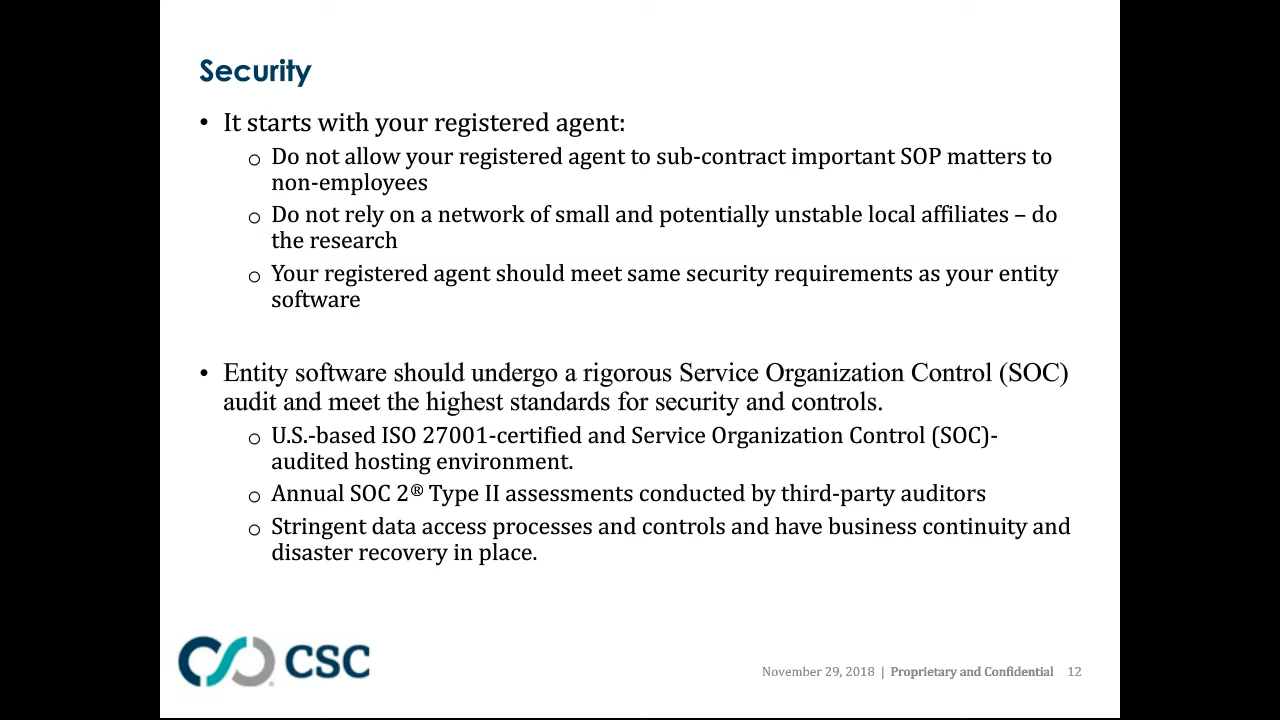 Security
• It starts with your registered agent:
o Do not allow your registered agent to sub-contract important SOP matters to
non-employees
o Do not rely on a network of small and potentially unstable local affiliates – do
the research
o Your registered agent should meet same security requirements as your entity
software
• Entity software should undergo a rigorous Service Organization Control (SOC)
audit and meet the highest standards for security and controls.
o U.S.-based ISO 27001-certified and Service Organization Control (SOC)-
audited hosting environment.
o Annual SOC 2® Type II assessments conducted by third-party auditors
o Stringent data access processes and controls and have business continuity and
disaster recovery in place.
CSC
November 29, 2018 | Proprietary and Confidential 12